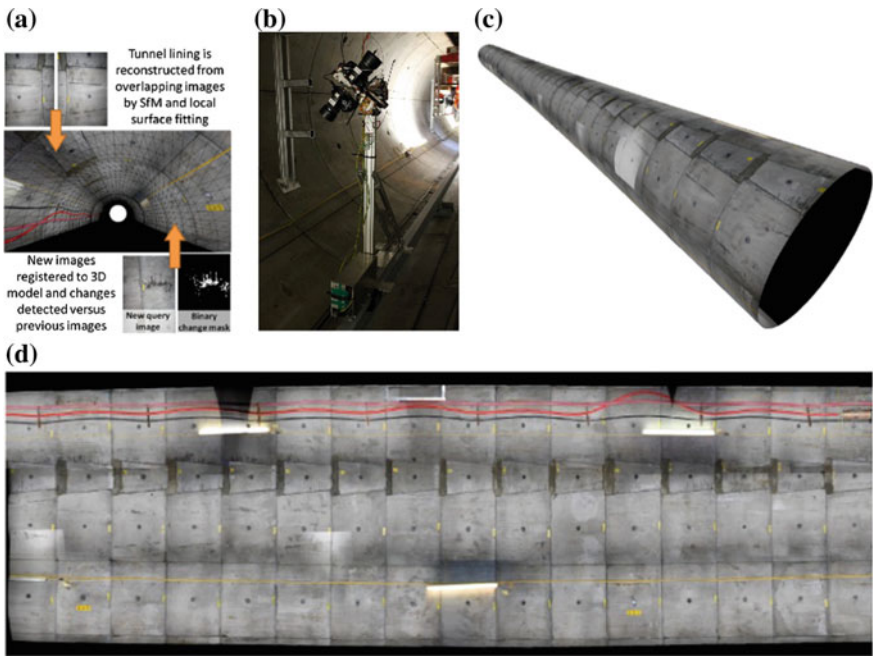 (a)
Tunnel lining is
reconstructed from
overlapping images
by SfM and local
surface fitting
New images
registered to 3D
model and changes
detected versus
previous images
New query
image
Binary
change mask
(b)
(c)
(d)